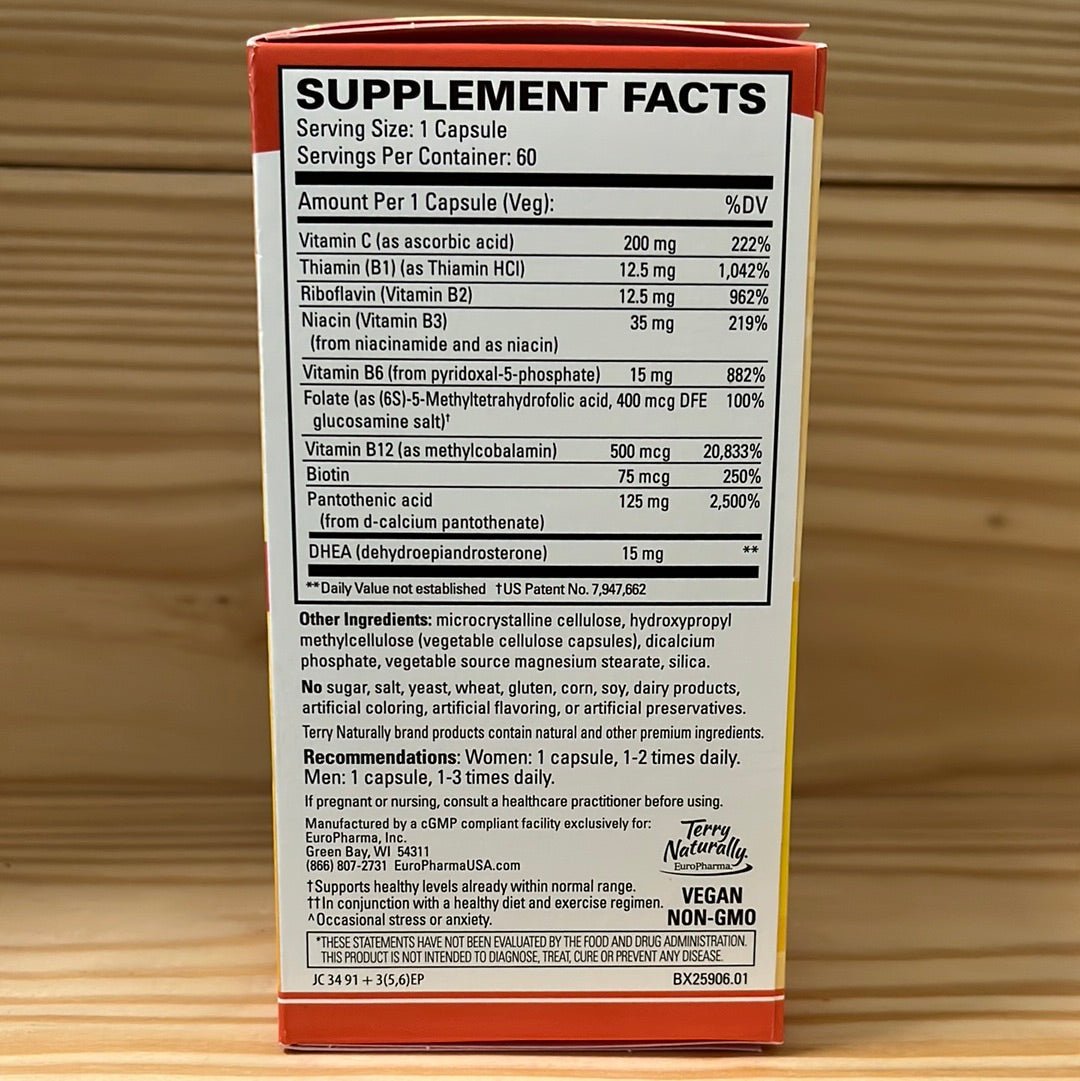 SUPPLEMENT FACTS
Serving Size: 1 Capsule
Servings Per Container: 60
Amount Per 1 Capsule (Veg): %DV
Vitamin C (as ascorbic acid) 200 mg 222%
Thiamin (B1) (as Thiamin HCl) 12.5 mg 1,042%
Riboflavin (Vitamin B2) 12.5 mg 962%
Niacin (Vitamin B3) 35 mg 219%
(from niacinamide and as niacin)
Vitamin B6 (from pyridoxal-5-phosphate) 15 mg 882%
Folate (as (6S)-5-Methyltetrahydrofolic acid, 400 mcg DFE 100%
glucosamine salt)†
Vitamin B12 (as methylcobalamin) 500 mcg 20,833%
Biotin 75 mcg 250%
Pantothenic acid 125 mg 2,500%
(from d-calcium pantothenate)
DHEA (dehydroepiandrosterone) 15 mg **
**Daily Value not established †US Patent No. 7,947,662
Other Ingredients: microcrystalline cellulose, hydroxypropyl
methylcellulose (vegetable cellulose capsules), dicalcium
phosphate, vegetable source magnesium stearate, silica.
No sugar, salt, yeast, wheat, gluten, corn, soy, dairy products,
artificial coloring, artificial flavoring, or artificial preservatives.
Terry Naturally brand products contain natural and other premium ingredients.
Recommendations: Women: 1 capsule, 1-2 times daily.
Men: 1 capsule, 1-3 times daily.
If pregnant or nursing, consult a healthcare practitioner before using.
Manufactured by a cGMP compliant facility exclusively for:
EuroPharma, Inc.
Green Bay, WI 54311
(866) 807-2731 EuroPharmaUSA.com
Terry
Naturally.
EuroPharma
†Supports healthy levels already within normal range.
††In conjunction with a healthy diet and exercise regimen.
^Occasional stress or anxiety.
VEGAN
NON-GMO
*THESE STATEMENTS HAVE NOT BEEN EVALUATED BY THE FOOD AND DRUG ADMINISTRATION.
THIS PRODUCT IS NOT INTENDED TO DIAGNOSE, TREAT, CURE OR PREVENT ANY DISEASE.
JC 34 91 + 3(5,6)EP BX25906.01